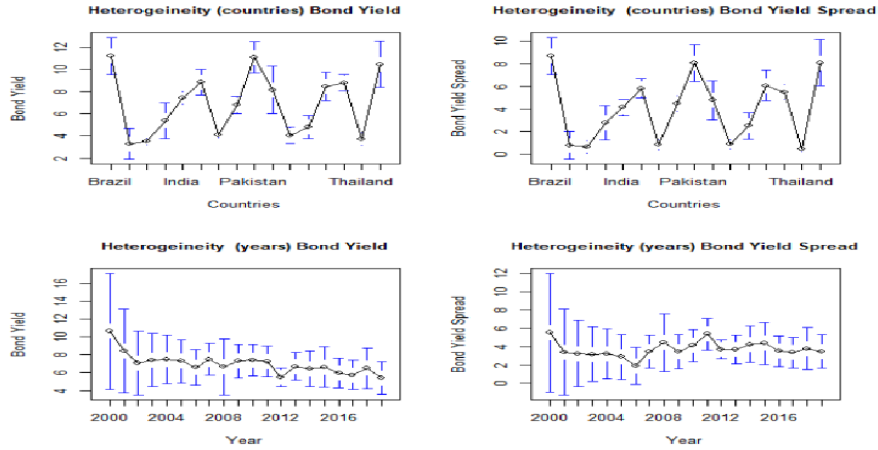 Heterogeineity (countries) Bond Yield
Bond Yield
2 4 6 8 10 12
Brazil India Pakistan Thailand
Countries
Heterogeineity (countries) Bond Yield Spread
Bond Yield Spread
0 2 4 6 8 10
Brazil India Pakistan Thailand
Countries
Heterogeineity (years) Bond Yield
Bond Yield
4 6 8 10 12 14 16
2000 2004 2008 2012 2016
Year
Heterogeineity (years) Bond Yield Spread
Bond Yield Spread
0 2 4 6 8 10 12
2000 2004 2008 2012 2016
Year